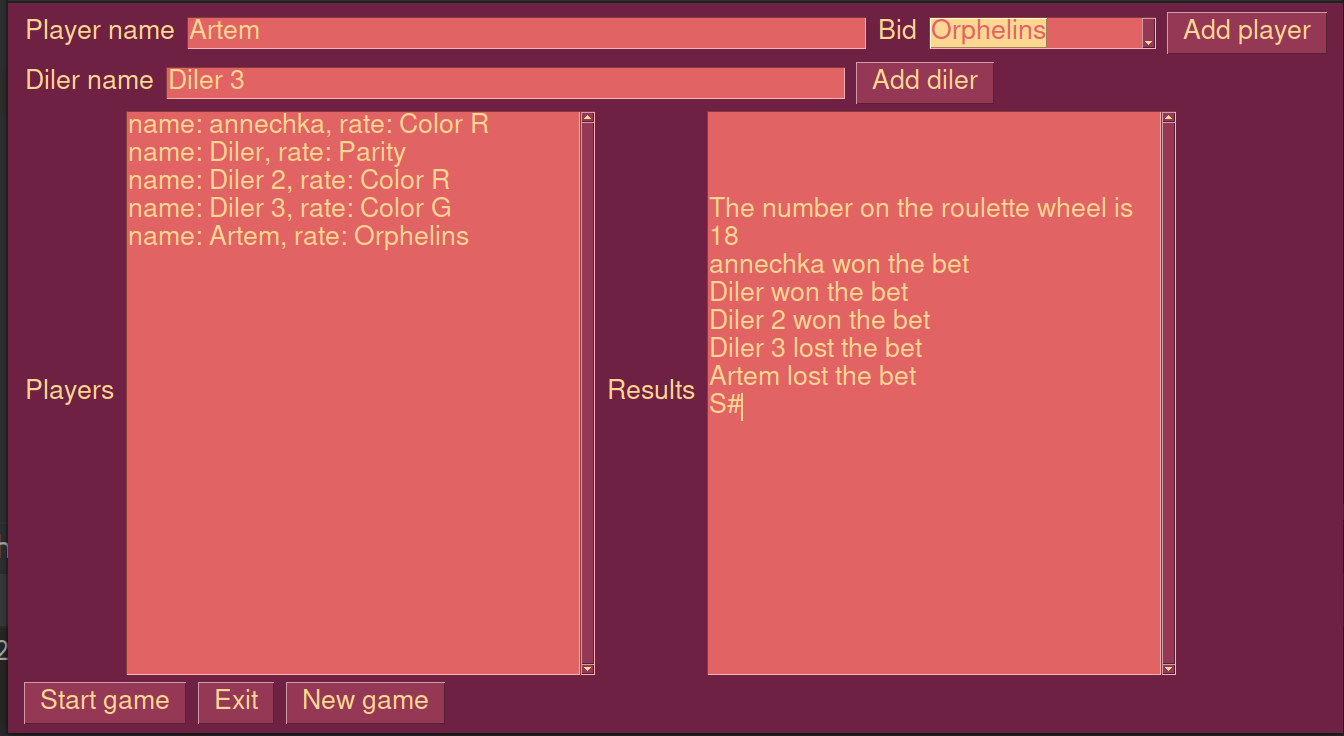 Player name Artem Bid Orphelins Add player
Diler name Diler 3 Add diler
name: annechka, rate: Color R
name: Diler, rate: Parity
name: Diler 2, rate: Color R
name: Diler 3, rate: Color G
name: Artem, rate: Orphelins
Players
The number on the roulette wheel is
18
annechka won the bet
Diler won the bet
Diler 2 won the bet
Diler 3 lost the bet
Artem lost the bet
S#
Results
Start game Exit New game